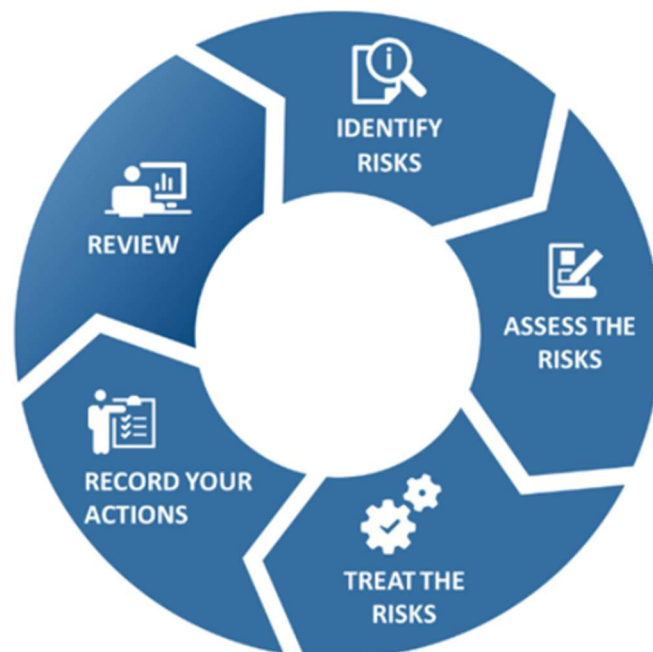 IDENTIFY
RISKS
ASSESS THE
RISKS
TREAT THE
RISKS
RECORD YOUR
ACTIONS
REVIEW